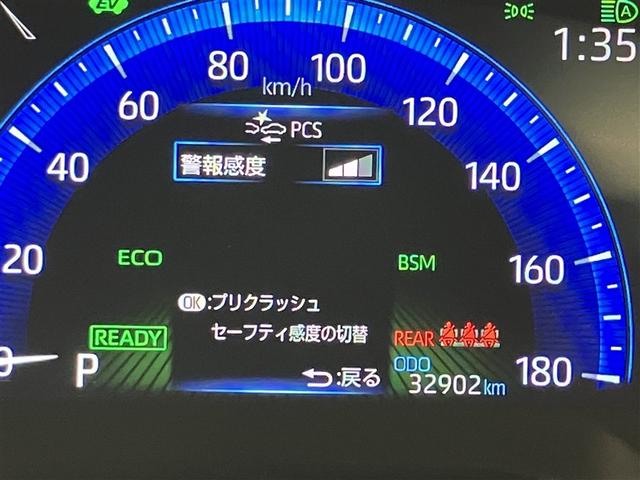 EV
A
1:35
80
100
km/h
60
120
PCS
40
警報感度
140
20
ECO
BSM
160
OK:プリクラッシュ
セーフティ感度の切替
READY
REAR
0
P
ODO
:戻る
32902km
180